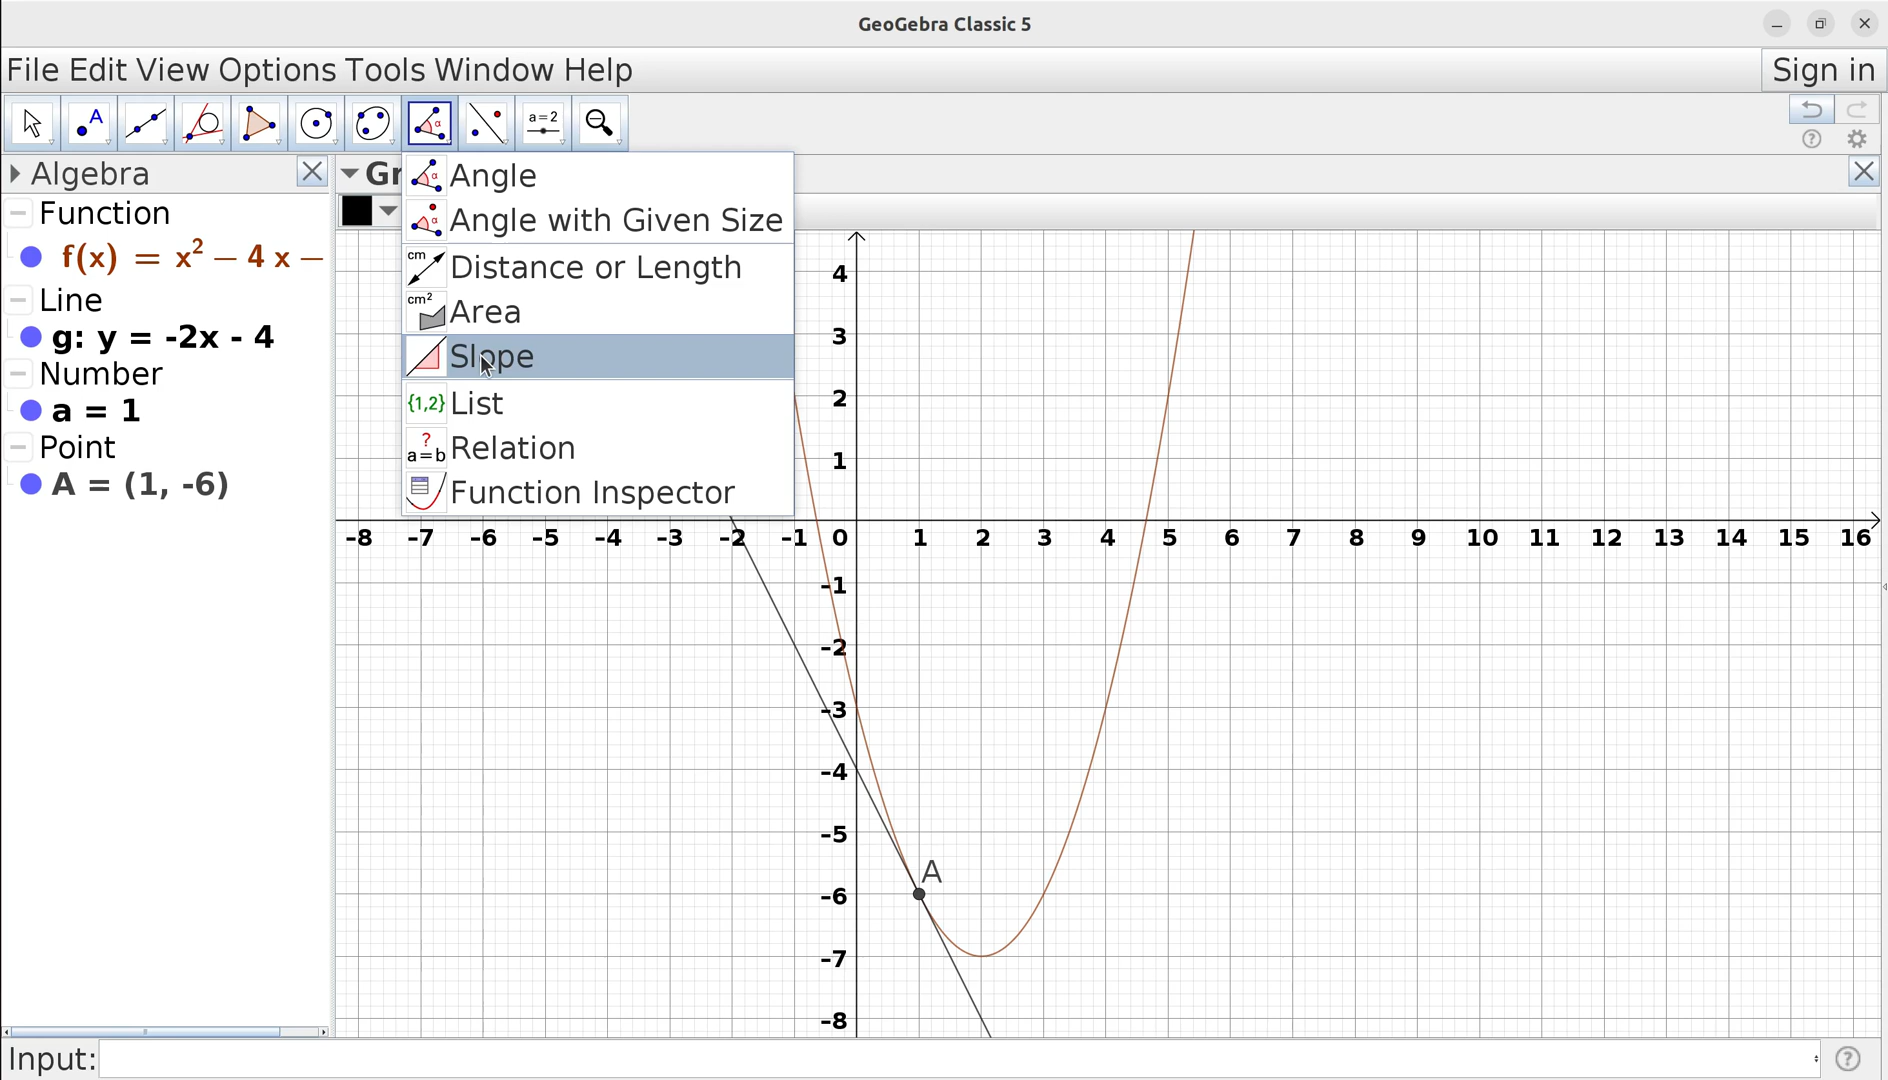 GeoGebra Classic 5
File Edit View Options Tools Window Help
Sign in
A
α
a=2
Algebra
Gr
Function
f(x) = x² − 4 x −
Line
g: y = -2x - 4
Number
a = 1
Point
A = (1, -6)
α Angle
α Angle with Given Size
cm Distance or Length
cm² Area
Slope
{1,2} List
? a=b Relation
Function Inspector
4
3
2
1
-8 -7 -6 -5 -4 -3 -2 -1 0 1 2 3 4 5 6 7 8 9 10 11 12 13 14 15 16
-1
-2
-3
-4
-5
A
-6
-7
-8
Input: